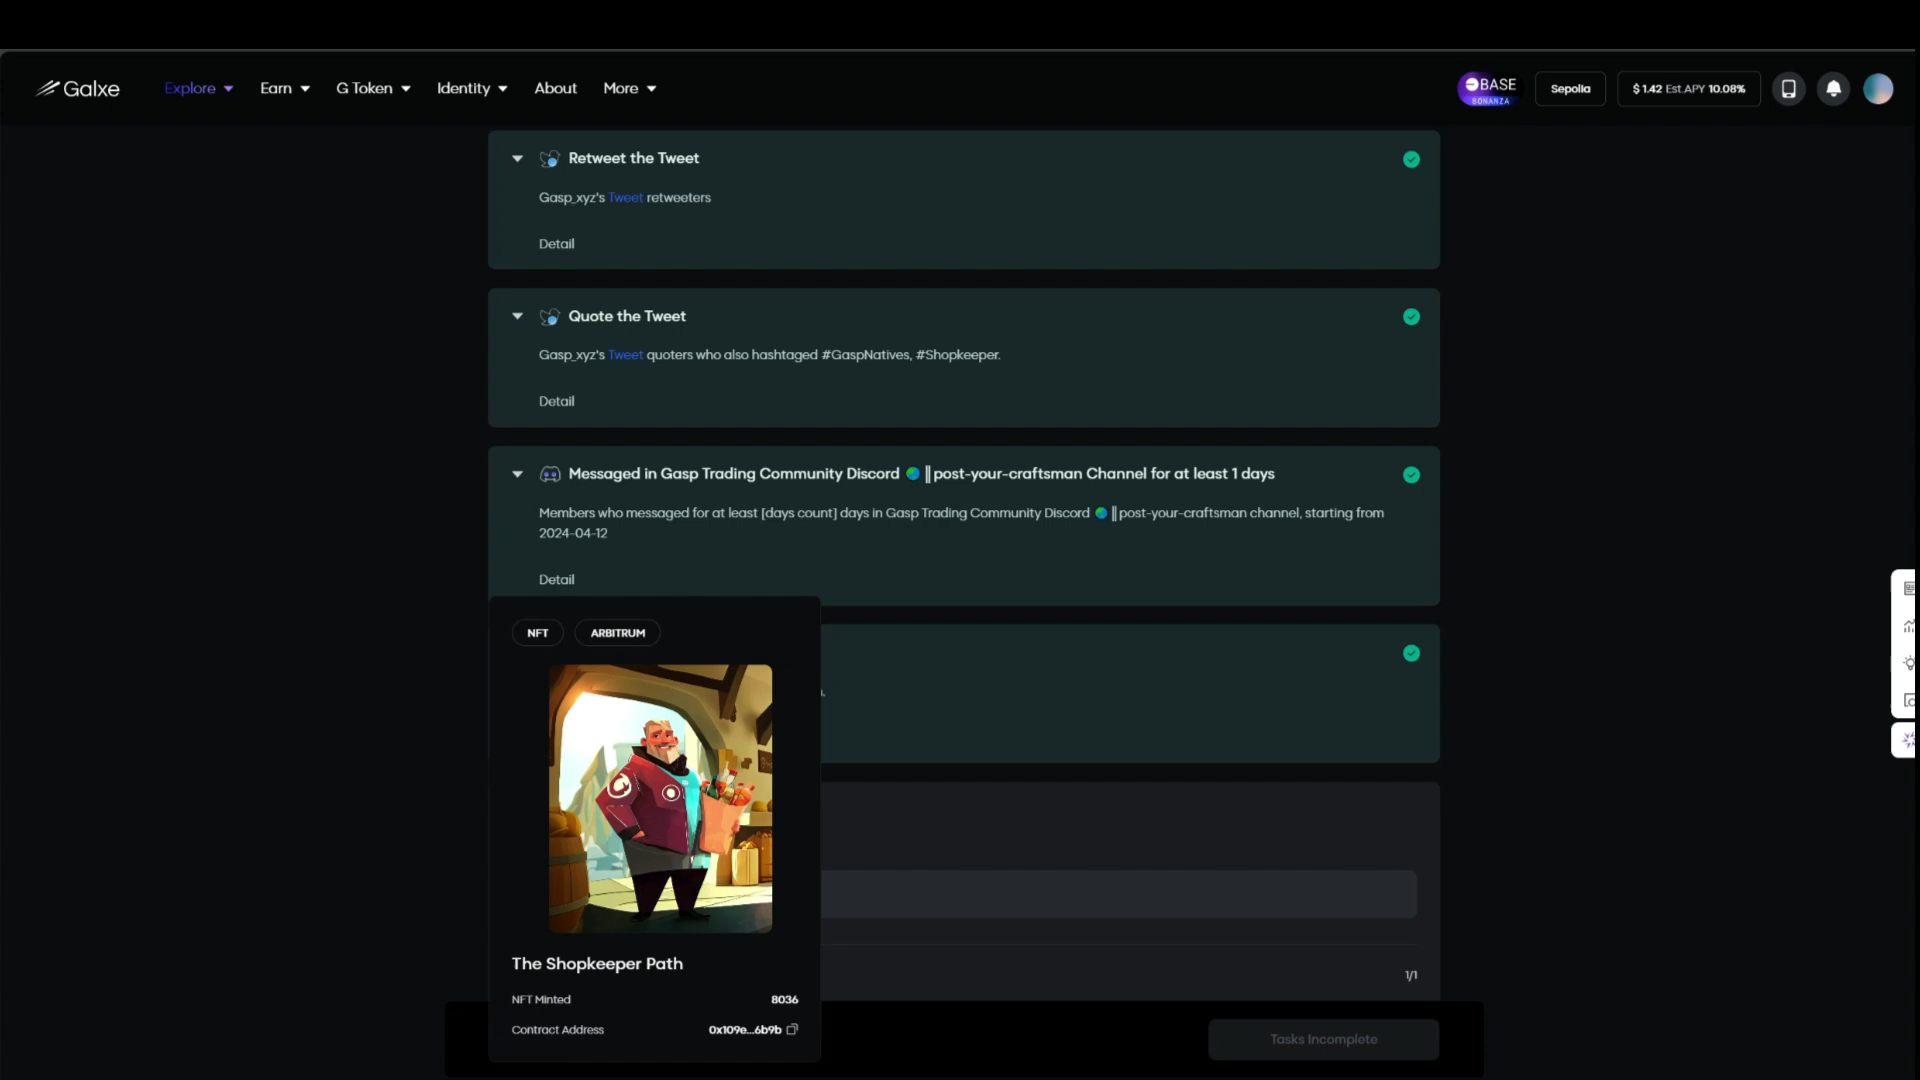 Galxe
Explore Earn G Token Identity About More
BASE
BONANZA
Sepolia
$ 1.42 Est.APY 10.08%
Retweet the Tweet
Gasp_xyz's Tweet retweeters
Detail
Quote the Tweet
Gasp_xyz's Tweet quoters who also hashtaged #GaspNatives, #Shopkeeper.
Detail
Messaged in Gasp Trading Community Discord 🌏║post-your-craftsman Channel for at least 1 days
Members who messaged for at least [days count] days in Gasp Trading Community Discord 🌏║post-your-craftsman channel, starting from
2024-04-12
Detail
NFT
ARBITRUM
The Shopkeeper Path
1/1
NFT Minted 8036
Contract Address 0x109e...6b9b
Tasks Incomplete